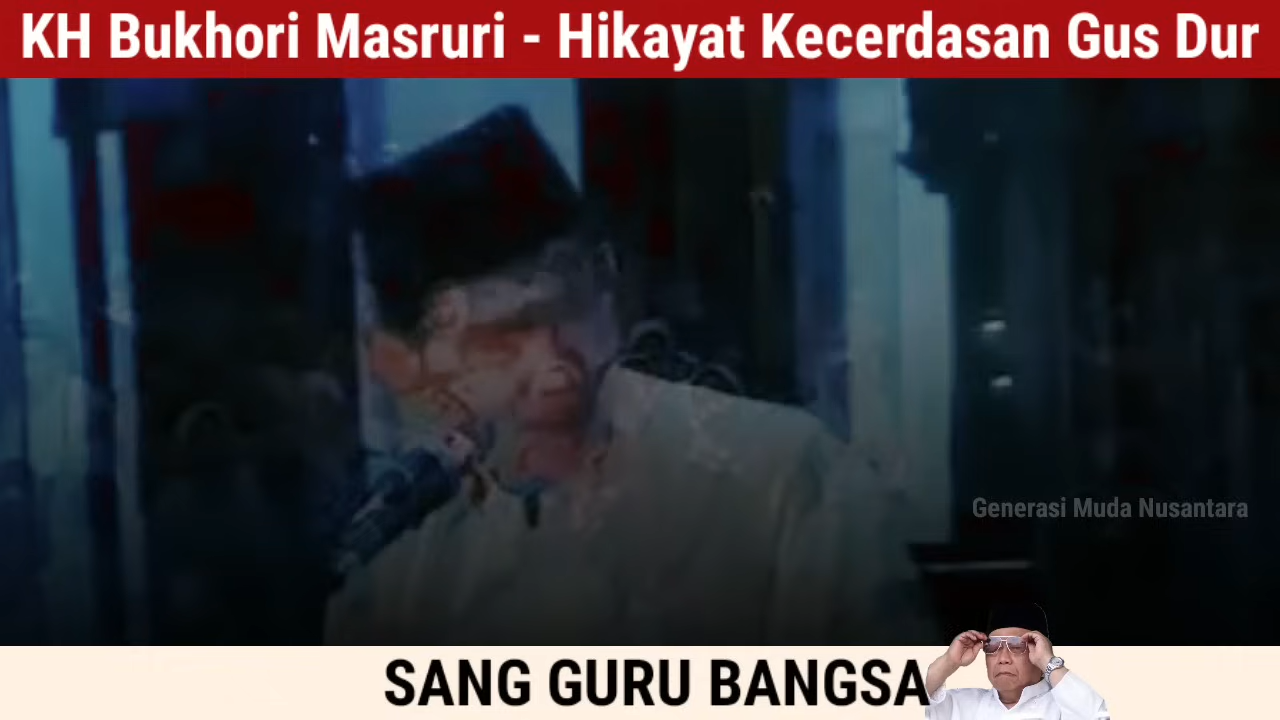 KH Bukhori Masruri - Hikayat Kecerdasan Gus Dur
Generasi Muda Nusantara
SANG GURU BANGSA